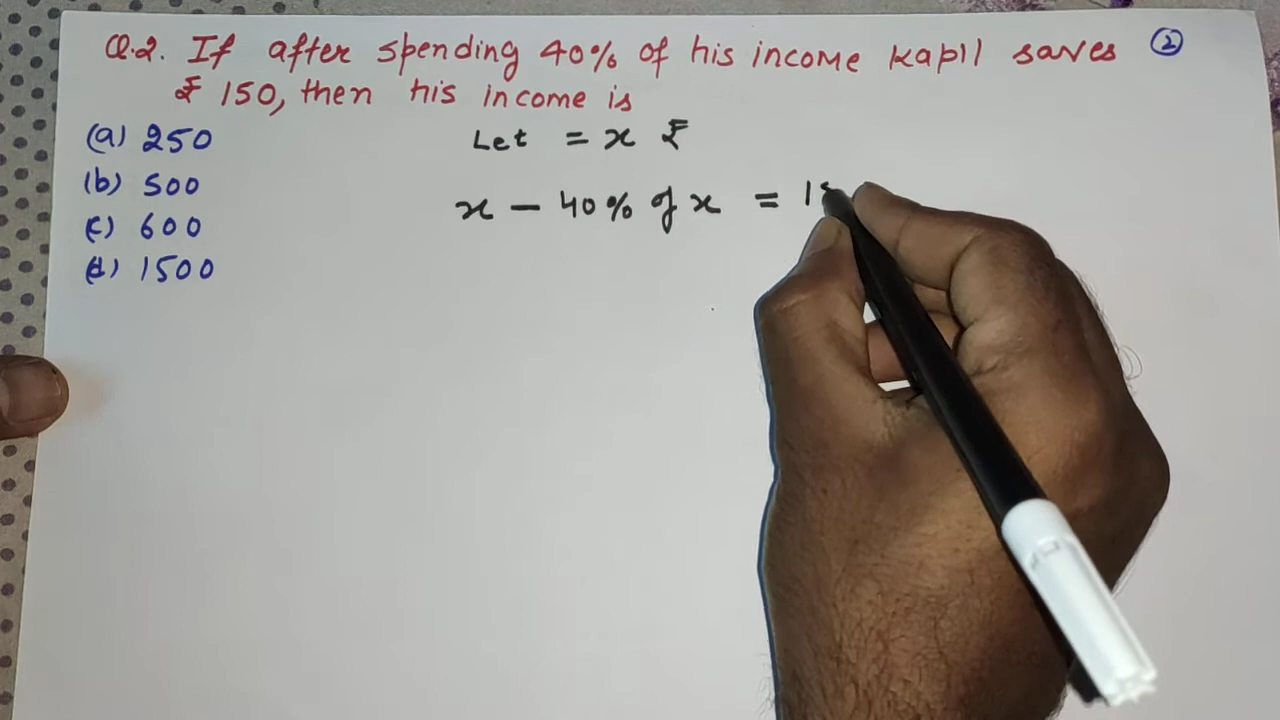 Q.2. If after spending 40% of his income Kapil saves ②
₹ 150, then his income is
(a) 250
(b) 500
(c) 600
(d) 1500
Let = x ₹
x — 40% of x = 15